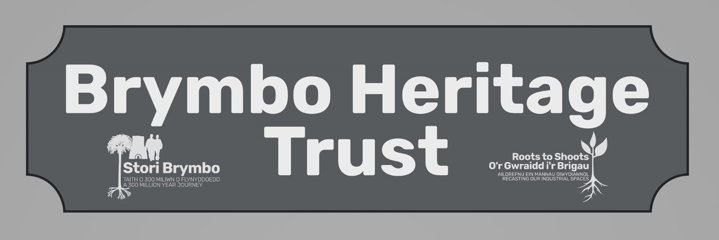 Brymbo Heritage
Trust
Stori Brymbo
TAITH O 300 MILIWN O FLYNYDDOEDD
A 300 MILLION YEAR JOURNEY
Roots to Shoots
O'r Gwraidd i'r Brigau
AILDREFNU EIN MANNAU DIWYDIANNOL
RECASTING OUR INDUSTRIAL SPACES